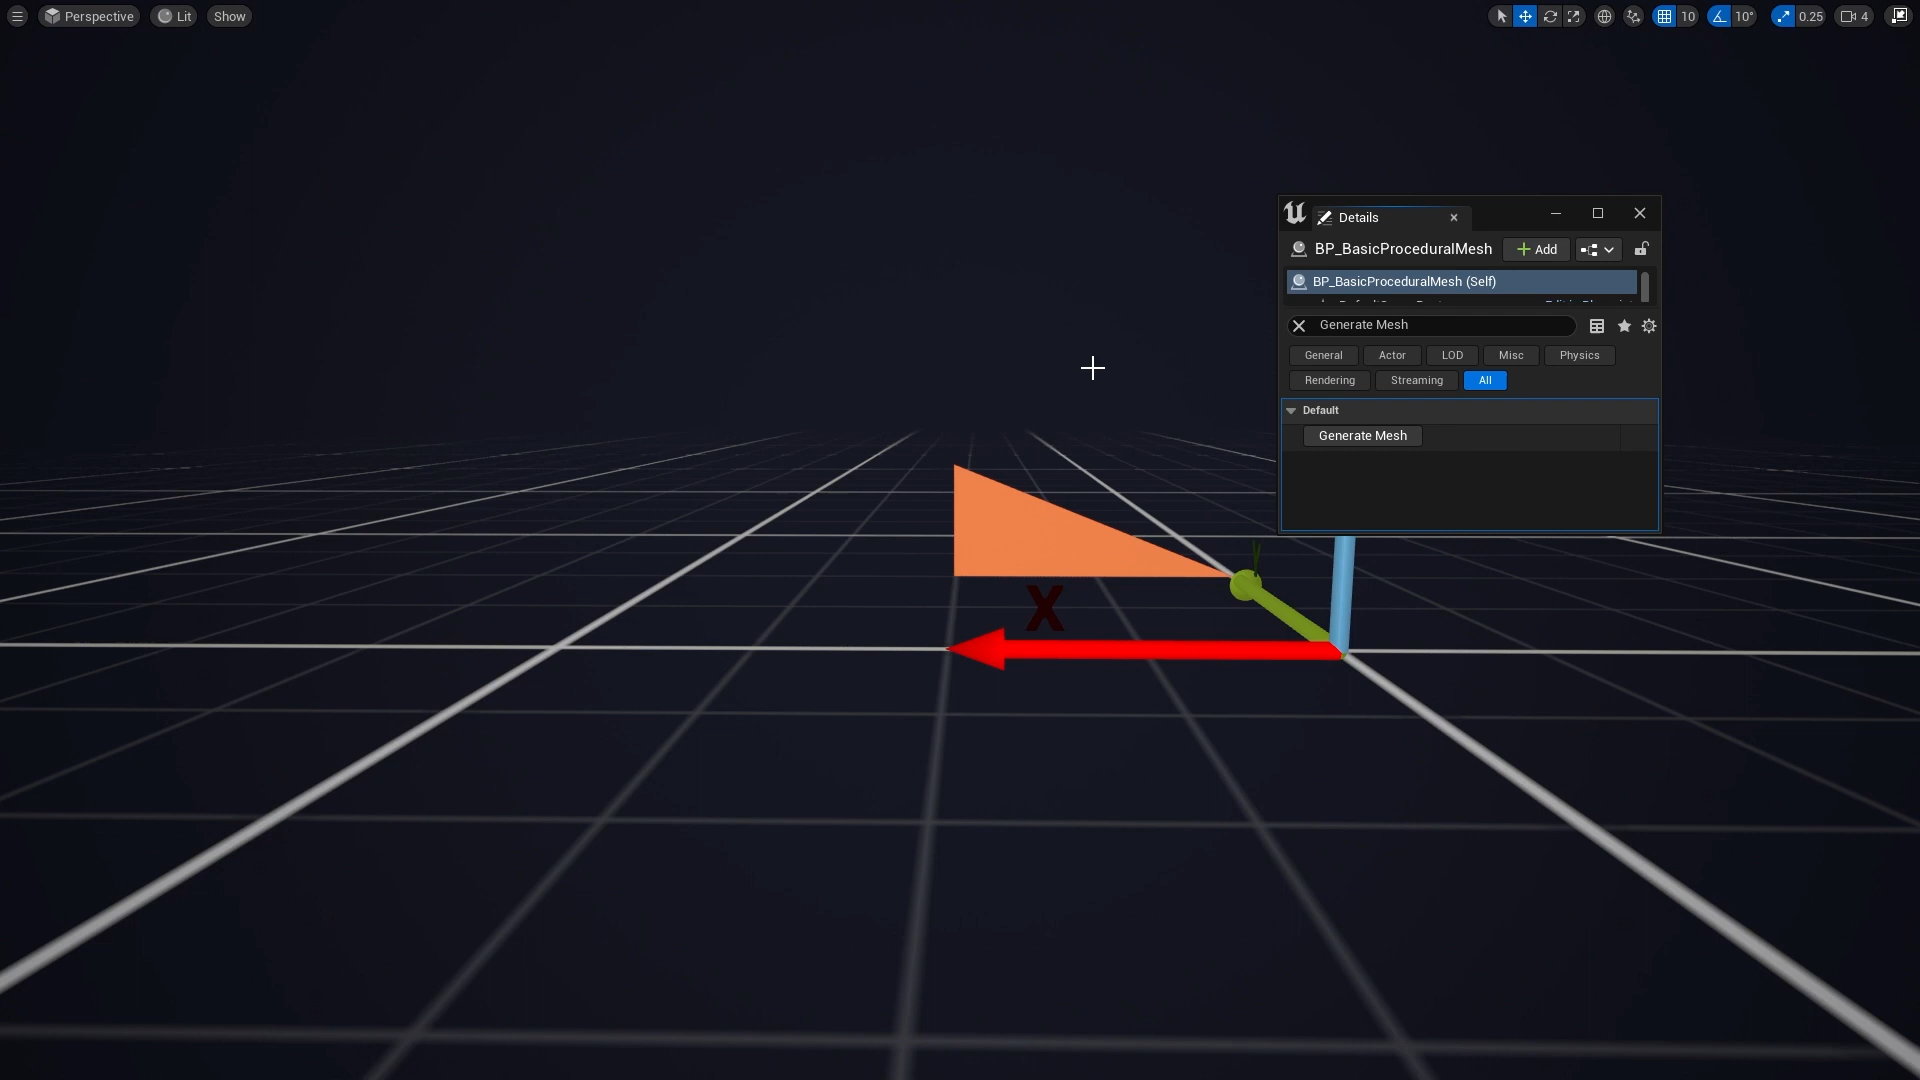 Perspective Lit Show 10 10° 0.25 4
Details
BP_BasicProceduralMesh Add
BP_BasicProceduralMesh (Self)
Generate Mesh
General Actor LOD Misc Physics
Rendering Streaming All
Default
Generate Mesh
Y
X